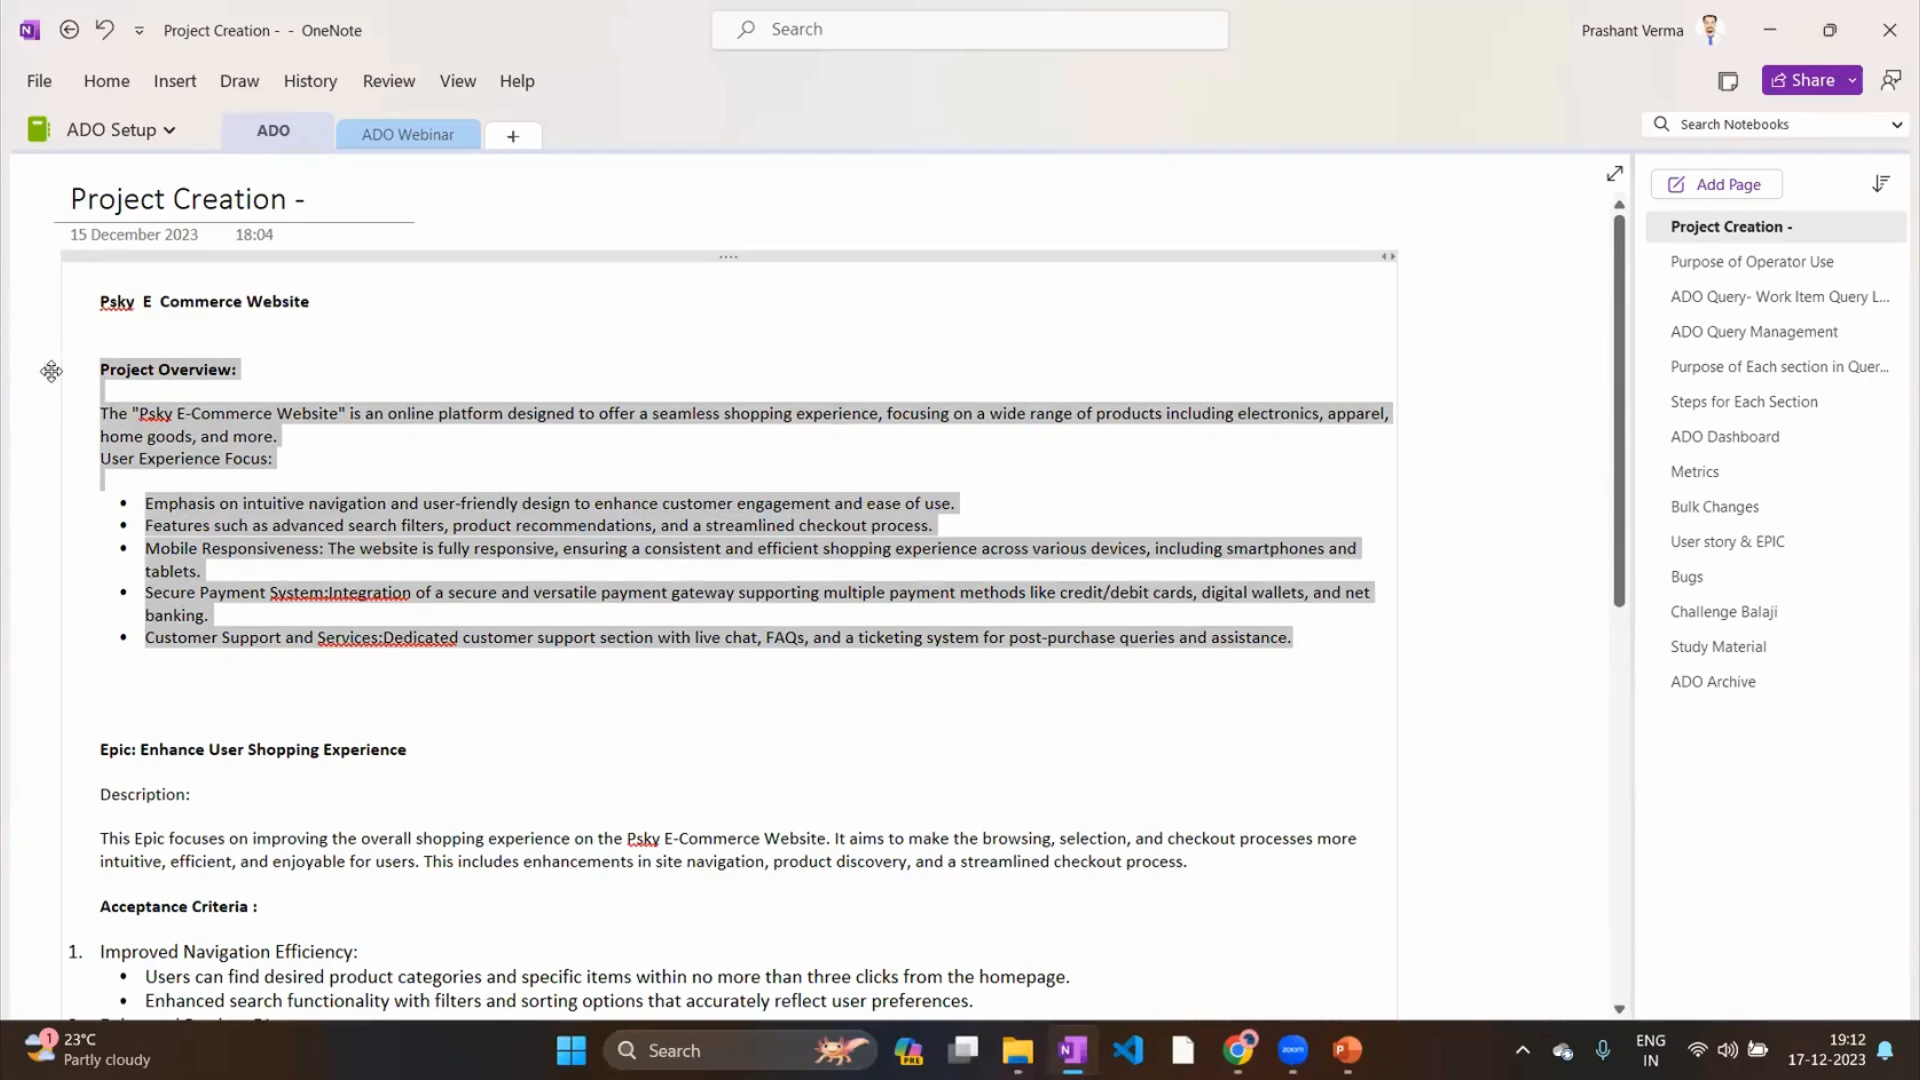 Project Creation - - OneNote
Search
Prashant Verma
File Home Insert Draw History Review View Help
Share
ADO Setup
ADO
ADO Webinar
+
Search Notebooks
Project Creation -
15 December 2023 18:04
Psky E Commerce Website
Project Overview:
The "Psky E-Commerce Website" is an online platform designed to offer a seamless shopping experience, focusing on a wide range of products including electronics, apparel,
home goods, and more.
User Experience Focus:
• Emphasis on intuitive navigation and user-friendly design to enhance customer engagement and ease of use.
• Features such as advanced search filters, product recommendations, and a streamlined checkout process.
• Mobile Responsiveness: The website is fully responsive, ensuring a consistent and efficient shopping experience across various devices, including smartphones and
tablets.
• Secure Payment System:Integration of a secure and versatile payment gateway supporting multiple payment methods like credit/debit cards, digital wallets, and net
banking.
• Customer Support and Services:Dedicated customer support section with live chat, FAQs, and a ticketing system for post-purchase queries and assistance.
Epic: Enhance User Shopping Experience
Description:
This Epic focuses on improving the overall shopping experience on the Psky E-Commerce Website. It aims to make the browsing, selection, and checkout processes more
intuitive, efficient, and enjoyable for users. This includes enhancements in site navigation, product discovery, and a streamlined checkout process.
Acceptance Criteria :
1. Improved Navigation Efficiency:
• Users can find desired product categories and specific items within no more than three clicks from the homepage.
• Enhanced search functionality with filters and sorting options that accurately reflect user preferences.
Add Page
Project Creation -
Purpose of Operator Use
ADO Query- Work Item Query L...
ADO Query Management
Purpose of Each section in Quer...
Steps for Each Section
ADO Dashboard
Metrics
Bulk Changes
User story & EPIC
Bugs
Challenge Balaji
Study Material
ADO Archive
1
23°C
Partly cloudy
Search
PRE
zoom
ENG
IN
19:12
17-12-2023